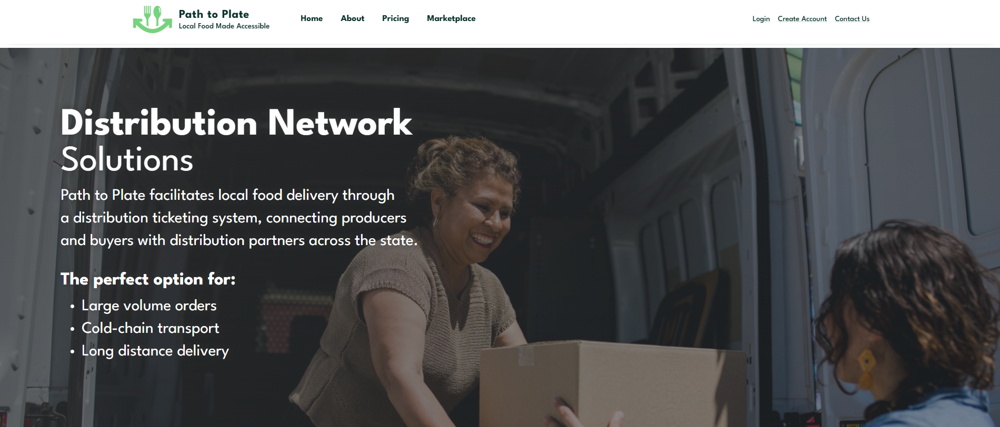 Path to Plate
Local Food Made Accessible
Home
About
Pricing
Marketplace
Login
Create Account
Contact Us
Distribution Network
Solutions
Path to Plate facilitates local food delivery through
a distribution ticketing system, connecting producers
and buyers with distribution partners across the state.
The perfect option for:
• Large volume orders
• Cold-chain transport
• Long distance delivery